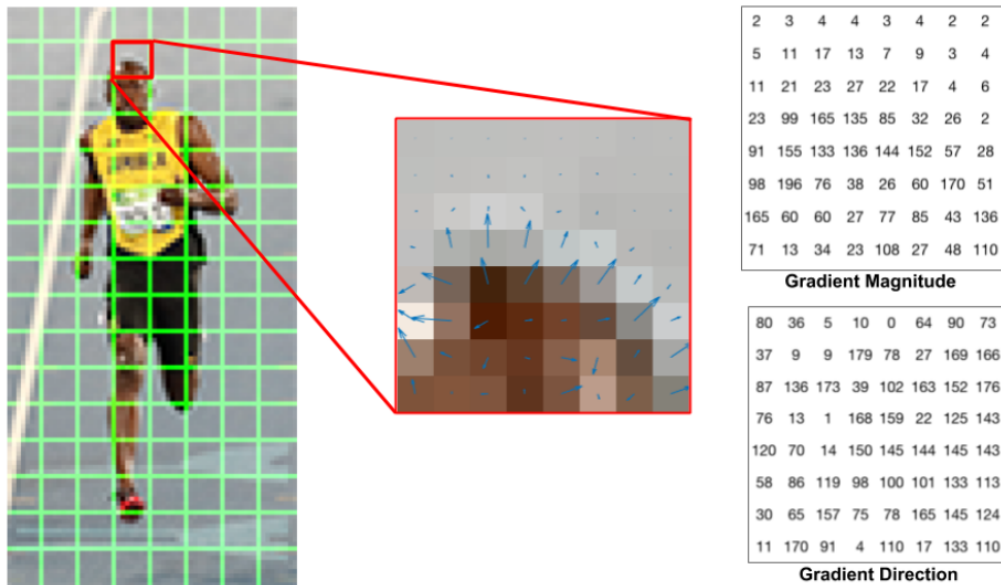 2 3 4 4 3 4 2 2
5 11 17 13 7 9 3 4
11 21 23 27 22 17 4 6
23 99 165 135 85 32 26 2
91 155 133 136 144 152 57 28
98 196 76 38 26 60 170 51
165 60 60 27 77 85 43 136
71 13 34 23 108 27 48 110
Gradient Magnitude
80 36 5 10 0 64 90 73
37 9 9 179 78 27 169 166
87 136 173 39 102 163 152 176
76 13 1 168 159 22 125 143
120 70 14 150 145 144 145 143
58 86 119 98 100 101 133 113
30 65 157 75 78 165 145 124
11 170 91 4 110 17 133 110
Gradient Direction